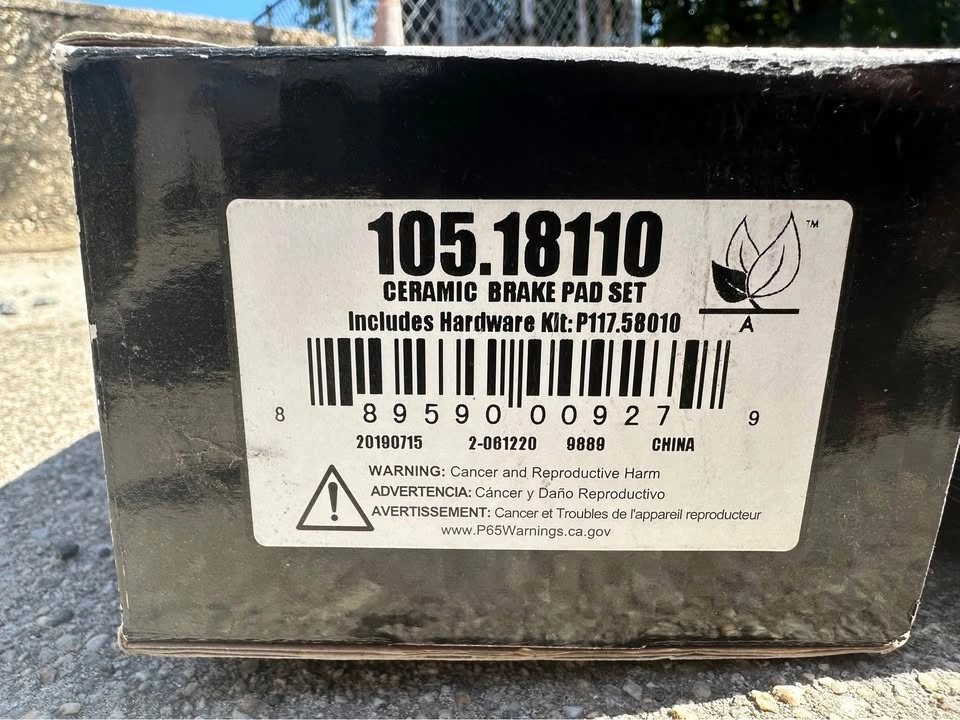 105.18110
CERAMIC BRAKE PAD SET
Includes Hardware Kit: P117.58010
TM
A
8 89590 00927 9
20190715 2-061220 9889 CHINA
WARNING: Cancer and Reproductive Harm
ADVERTENCIA: Cáncer y Daño Reproductivo
AVERTISSEMENT: Cancer et Troubles de l'appareil reproducteur
www.P65Warnings.ca.gov